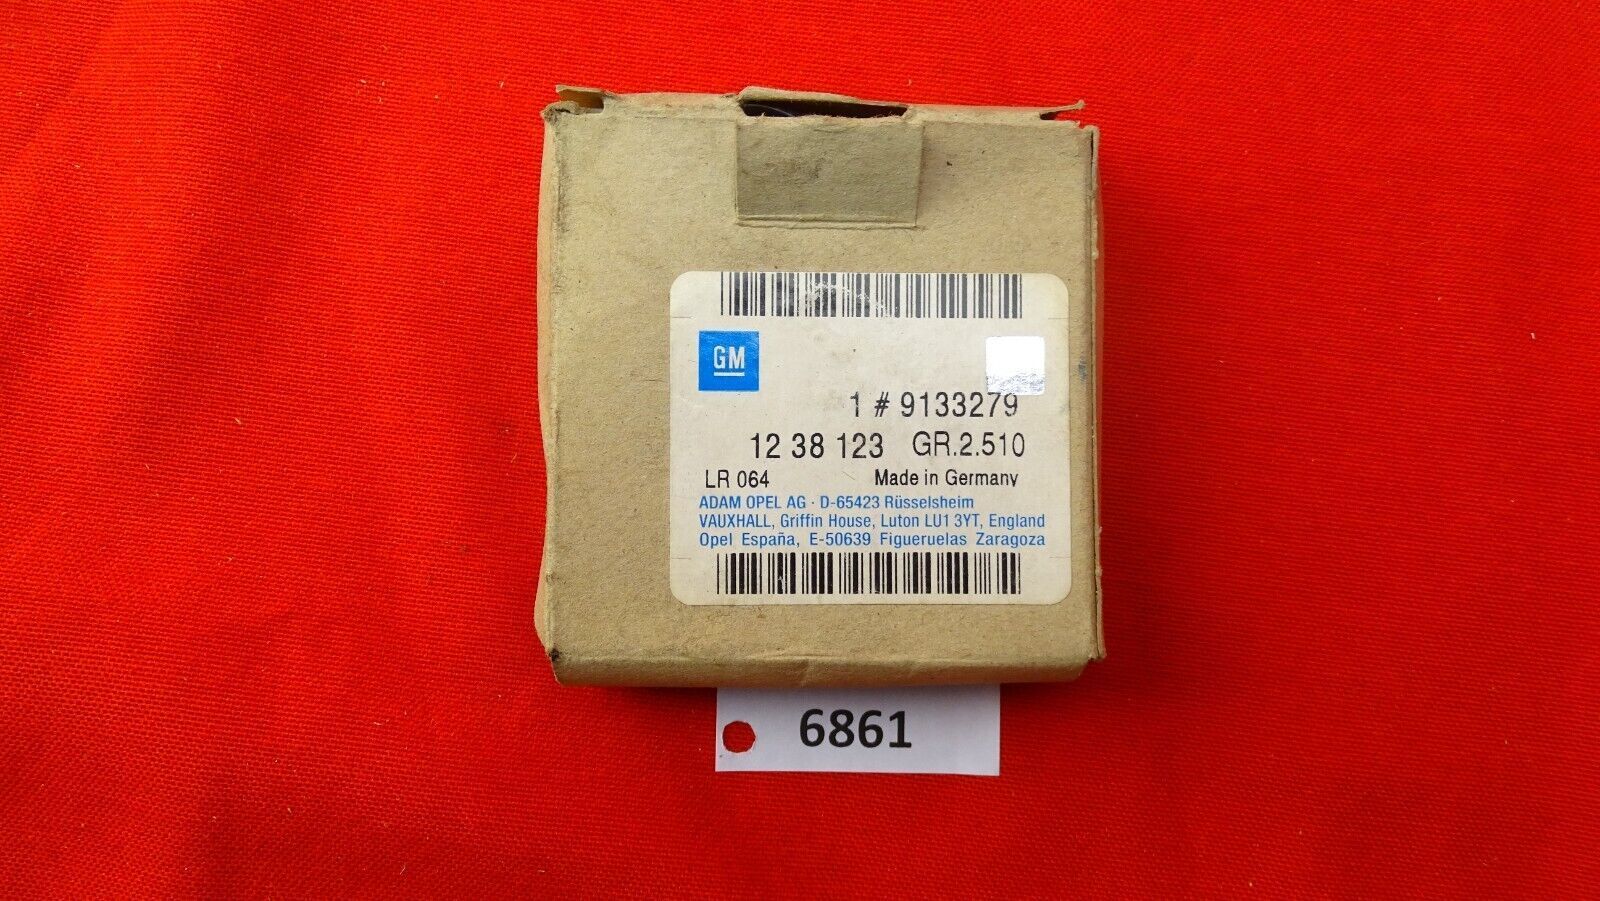 GM
1 # 9133279
12 38 123 GR.2.510
LR 064 Made in Germany
ADAM OPEL AG · D-65423 Rüsselsheim
VAUXHALL, Griffin House, Luton LU1 3YT, England
Opel España, E-50639 Figueruelas Zaragoza
6861